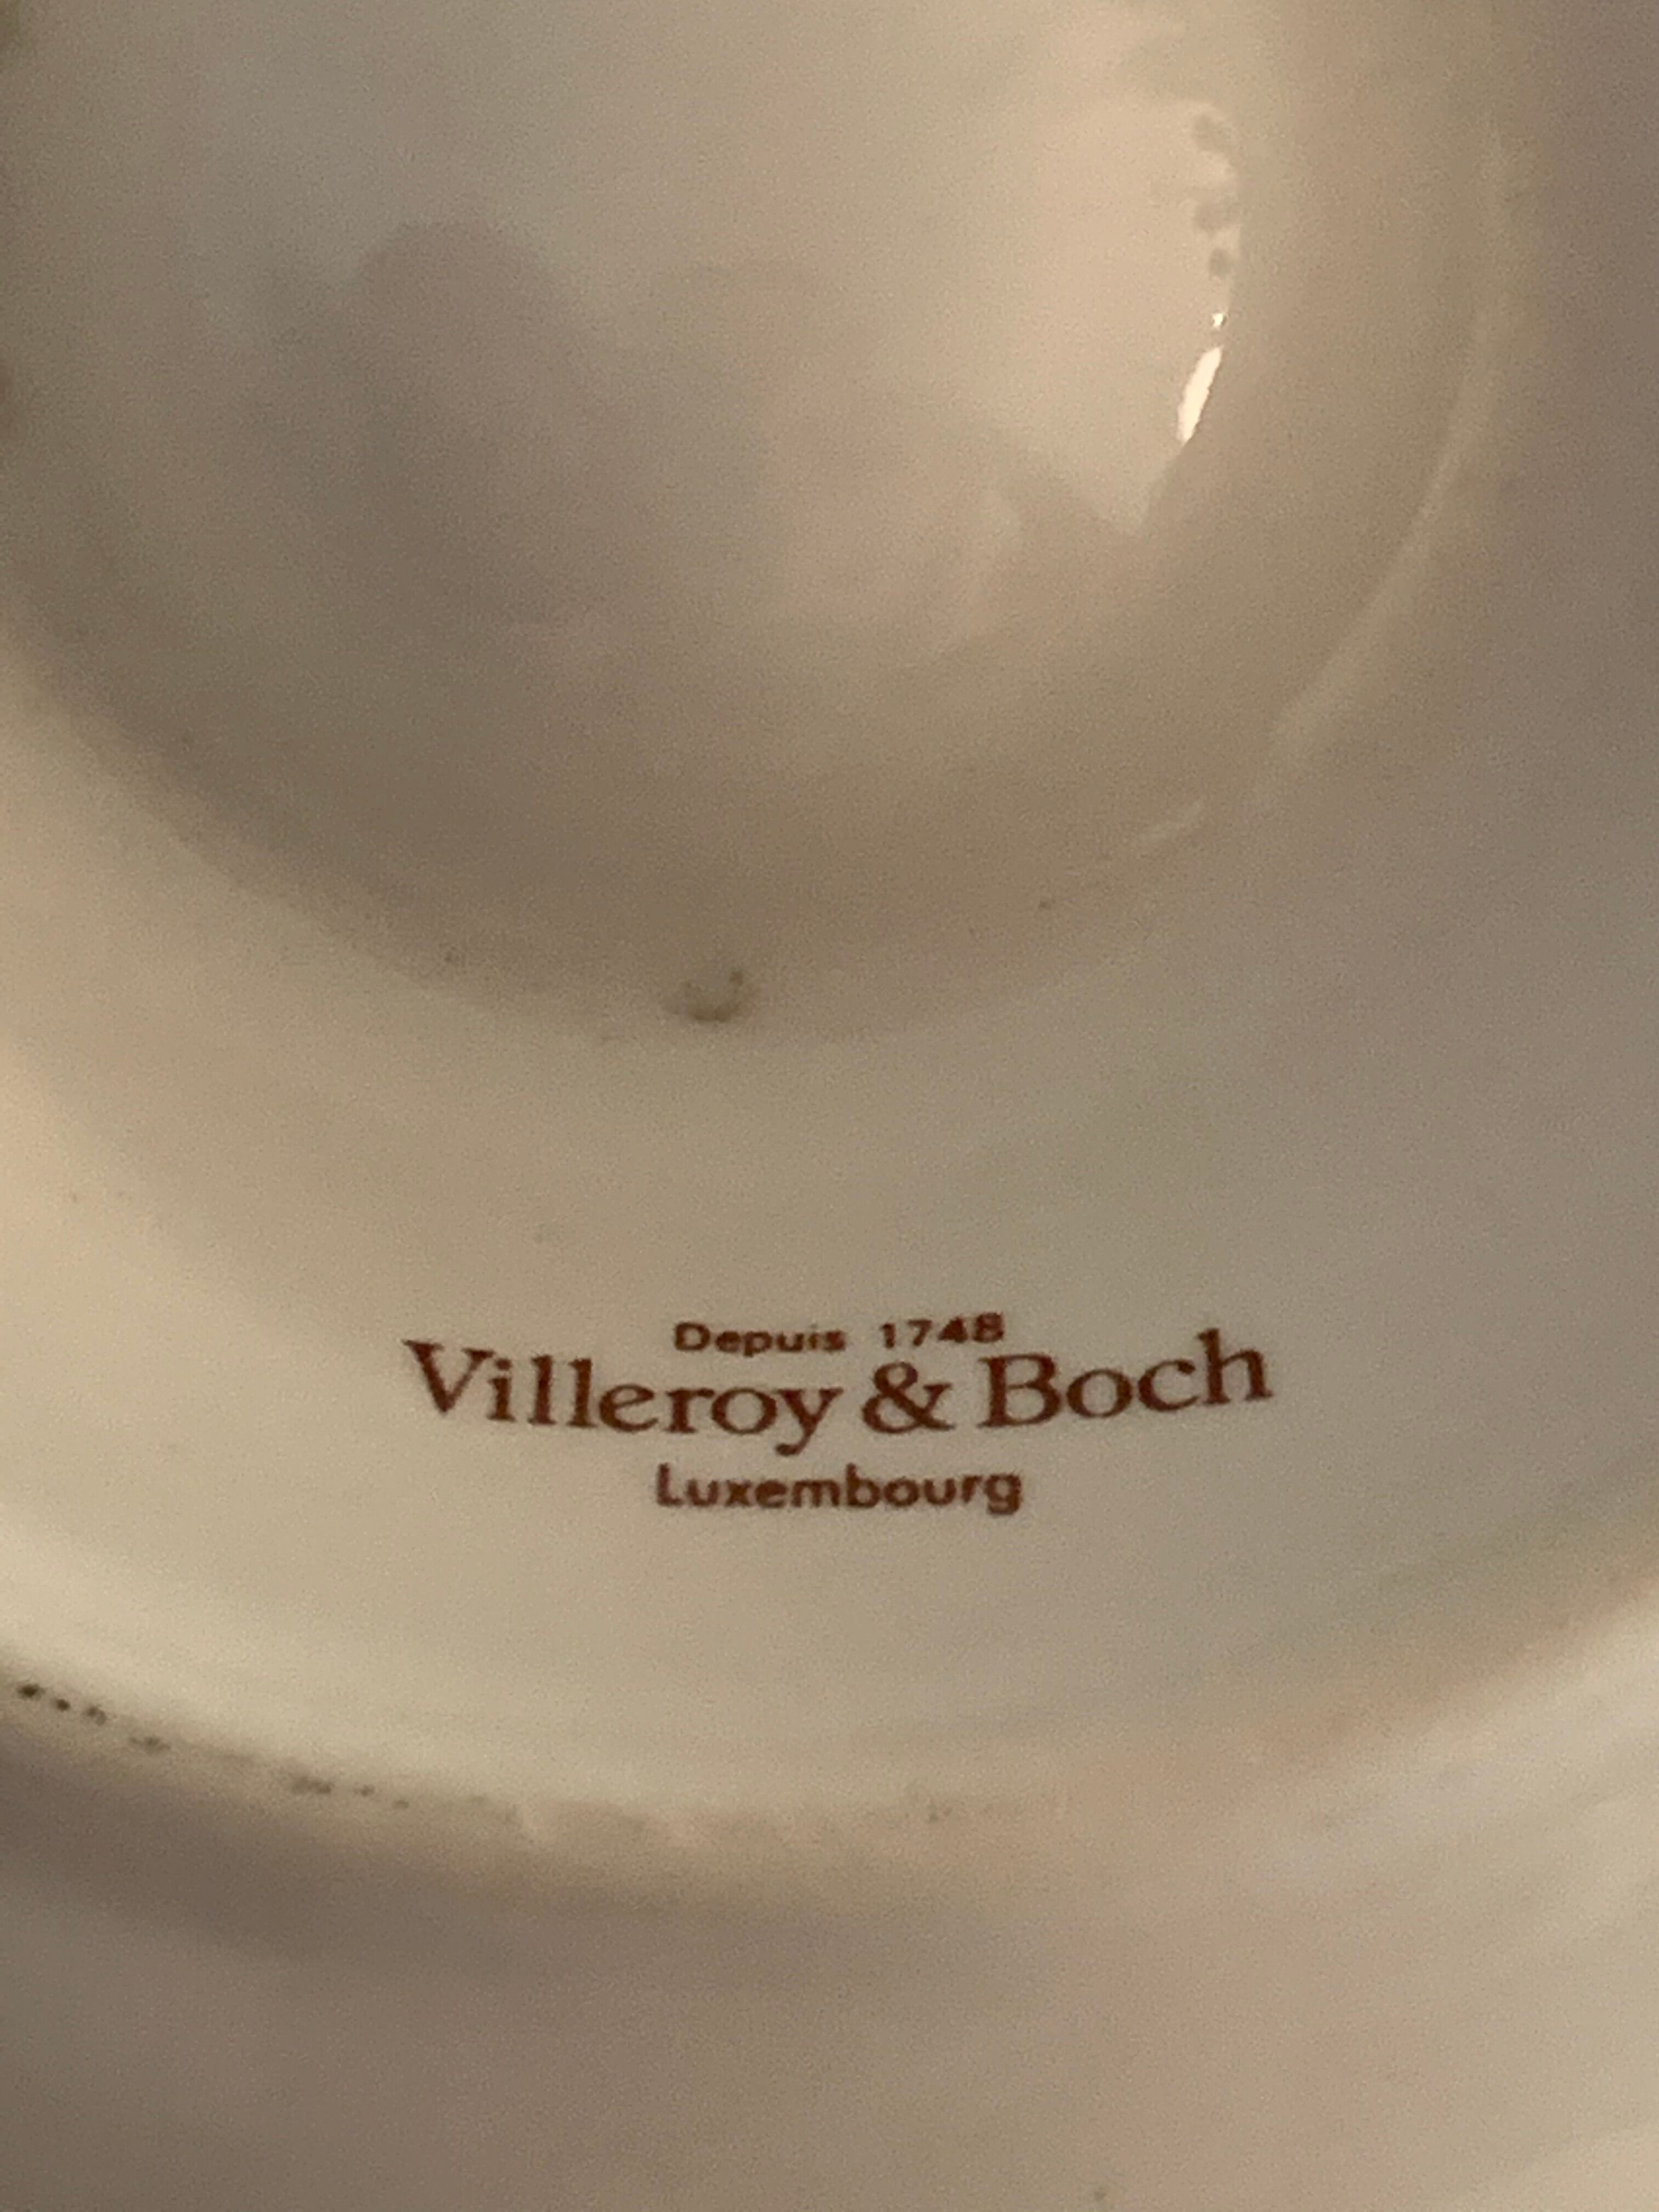 Depuis 1748
Villeroy & Boch
Luxembourg